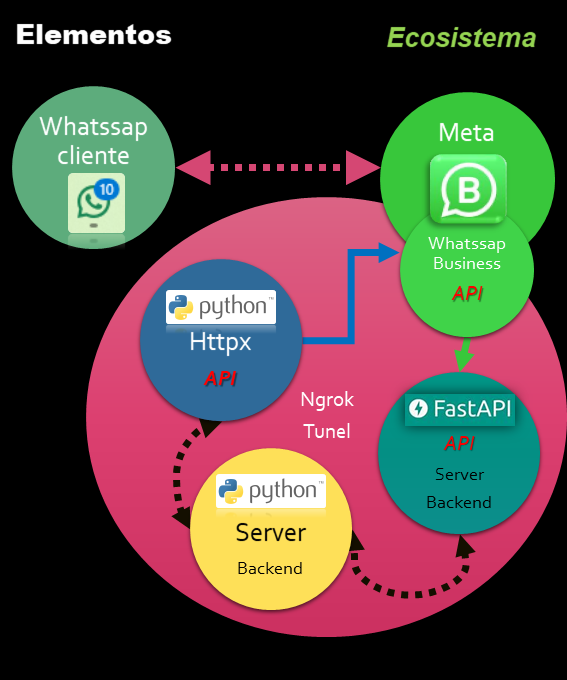 Elementos
Ecosistema
Whatssap
cliente
10
Meta
B
Whatssap
Business
API
python™
Httpx
API
Ngrok
Tunel
FastAPI
API
Server
Backend
python™
Server
Backend